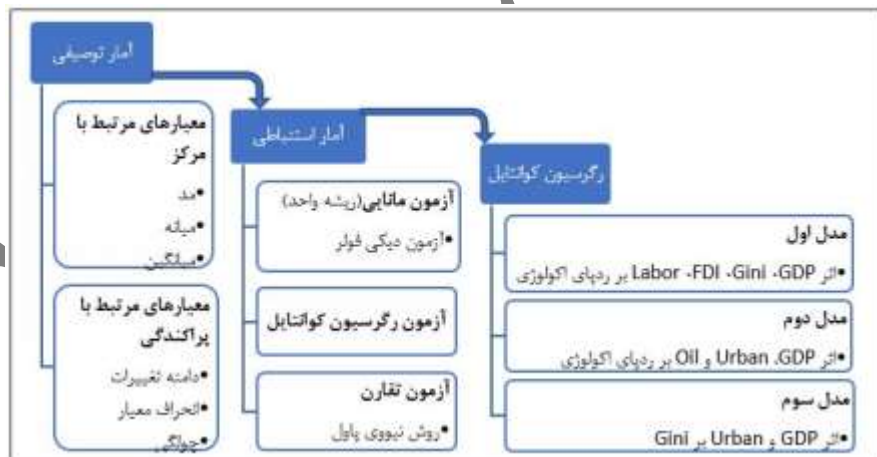 آمار توصیفی
معیارهای مرتبط با
مرکز
•مد
•میانه
•میانگین
معیارهای مرتبط با
پراکندگی
•دامنه تغییرات
•انحراف معیار
•چولگی
آمار استنباطی
آزمون مانایی(ریشه واحد)
•آزمون دیکی فولر
آزمون رگرسیون کوانتایل
آزمون تقارن
•روش نیووی پاول
رگرسیون کوانتایل
مدل اول
•اثر Labor ،FDI ،Gini ،GDP بر ردپای اکولوژی
مدل دوم
•اثر Urban ،GDP و Oil بر ردپای اکولوژی
مدل سوم
•اثر GDP و Urban بر Gini